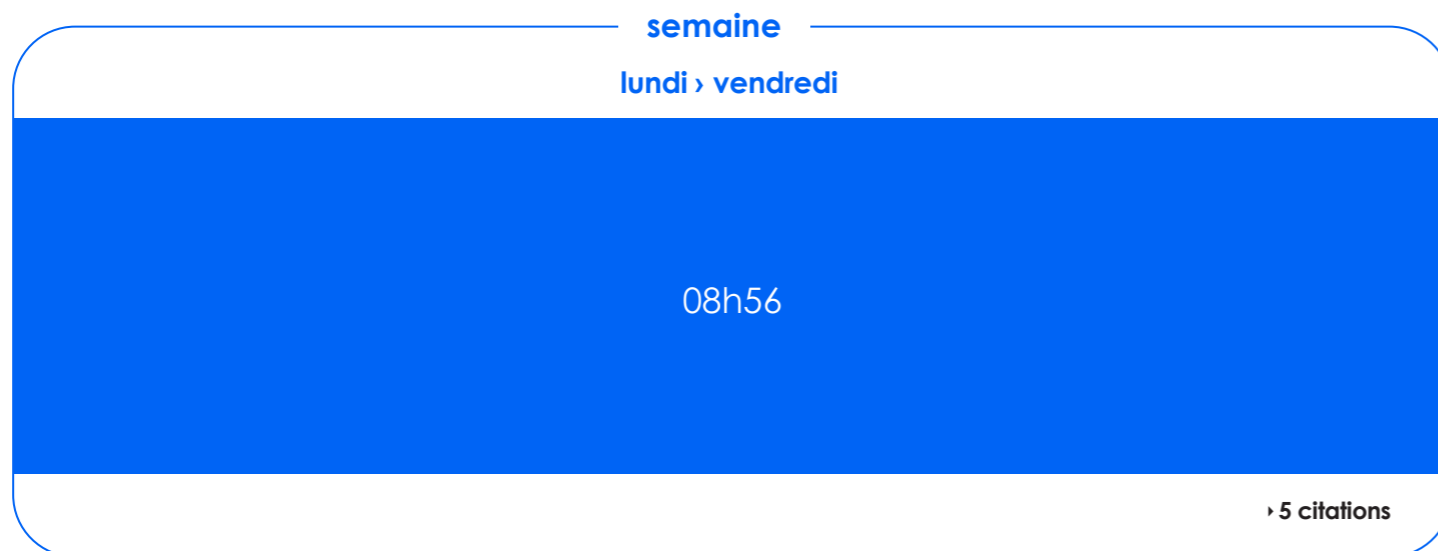 semaine
lundi › vendredi
08h56
‣ 5 citations